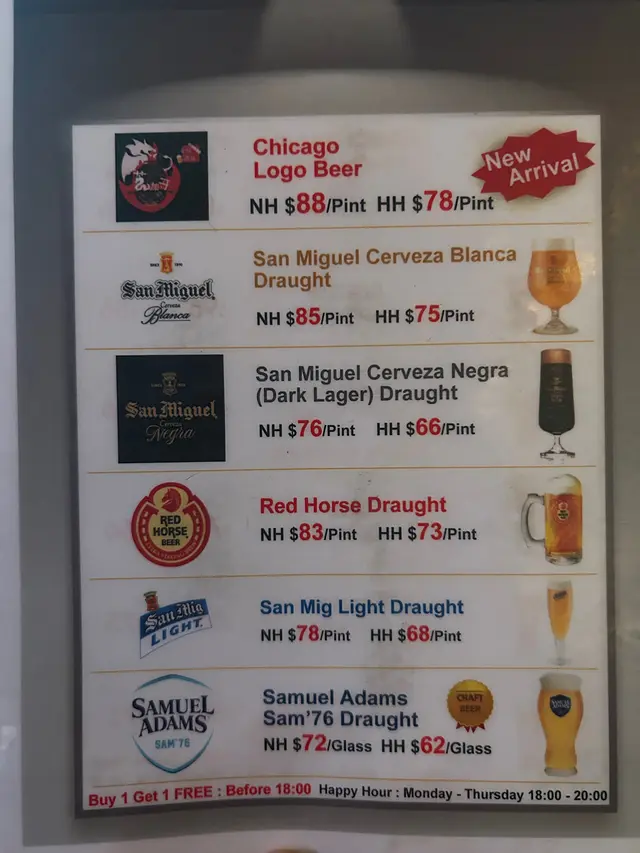 Chicago
Logo Beer
New
Arrival
NH $88/Pint HH $78/Pint
San Miguel
Cerveza
Blanca
San Miguel Cerveza Blanca
Draught
NH $85/Pint HH $75/Pint
San Miguel
Cerveza
Negra
San Miguel Cerveza Negra
(Dark Lager) Draught
NH $76/Pint HH $66/Pint
RED
HORSE
BEER
Red Horse Draught
NH $83/Pint HH $73/Pint
San Mig
LIGHT
San Mig Light Draught
NH $78/Pint HH $68/Pint
SAMUEL
ADAMS
SAM'76
Samuel Adams
Sam'76 Draught
CRAFT
BEER
NH $72/Glass HH $62/Glass
Buy 1 Get 1 FREE : Before 18:00 Happy Hour : Monday - Thursday 18:00 - 20:00